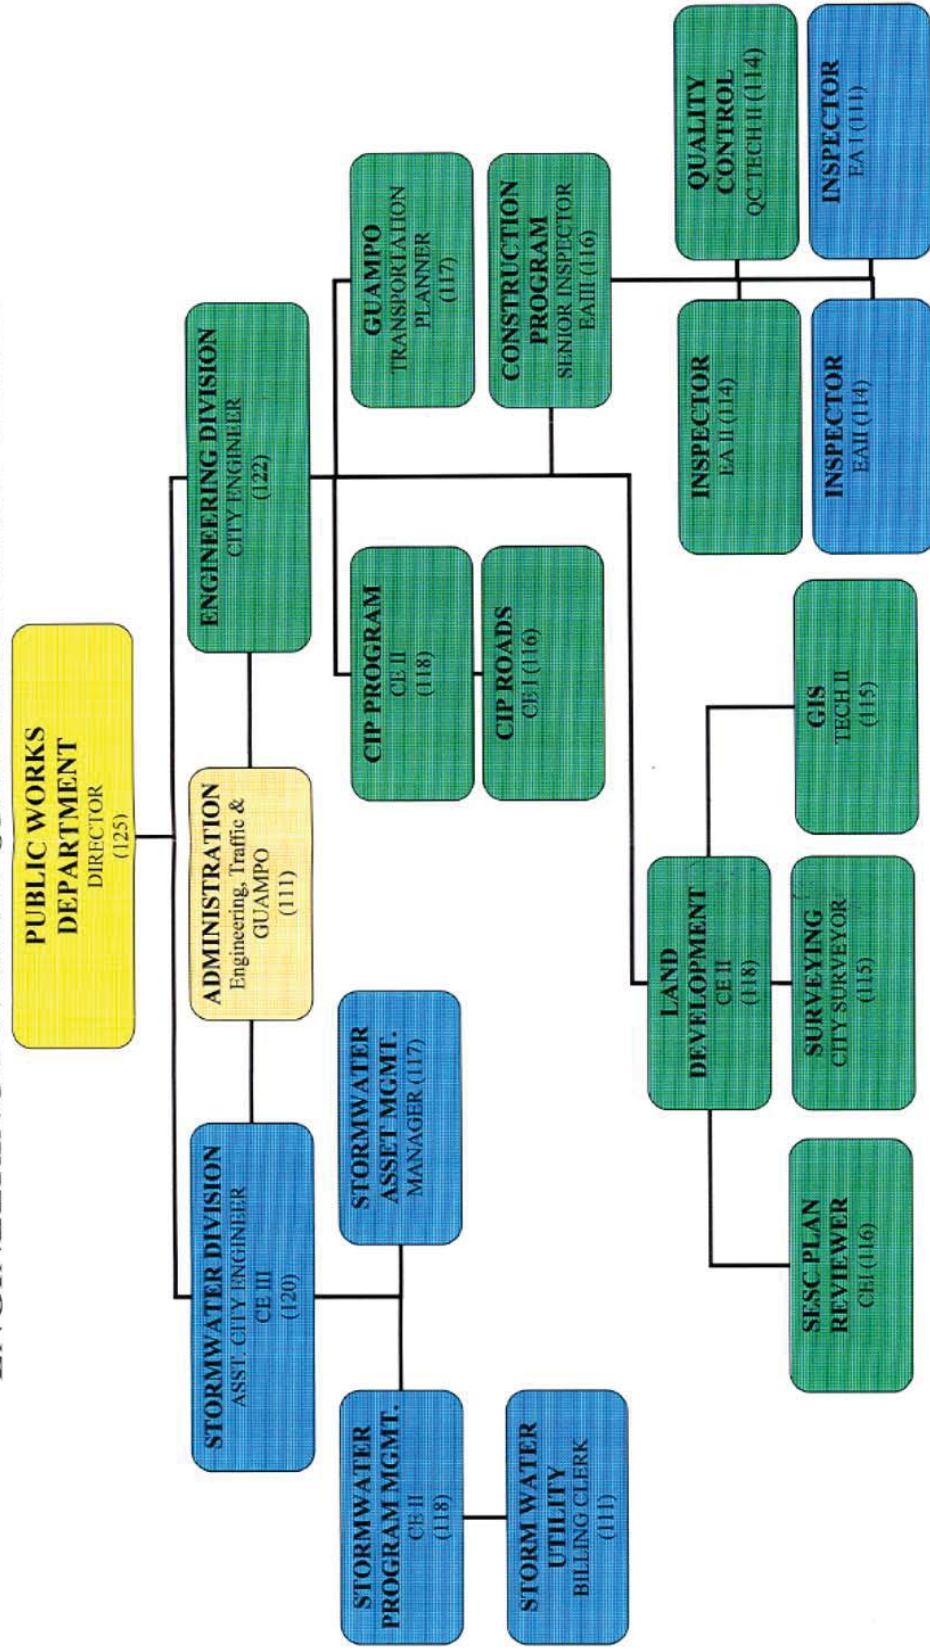 PUBLIC WORKS
DEPARTMENT
DIRECTOR
(125)
STORMWATER DIVISION
ASST. CITY ENGINEER
CE III
(120)
ADMINISTRATION
Engineering, Traffic &
GUAMPO
(111)
ENGINEERING DIVISION
CITY ENGINEER
(122)
STORMWATER
PROGRAM MGMT.
CE II
(118)
STORMWATER
ASSET MGMT.
MANAGER (117)
CIP PROGRAM
CE II
(118)
GUAMPO
TRANSPORTATION
PLANNER
(117)
STORM WATER
UTILITY
BILLING CLERK
(111)
CIP ROADS
CE I (116)
CONSTRUCTION
PROGRAM
SENIOR INSPECTOR
EAIII (116)
LAND
DEVELOPMENT
CE II
(118)
INSPECTOR
EA II (114)
QUALITY
CONTROL
QC TECH II (114)
SESC PLAN
REVIEWER
CEI (116)
SURVEYING
CITY SURVEYOR
(115)
GIS
TECH II
(115)
INSPECTOR
EAII (114)
INSPECTOR
EA I (111)